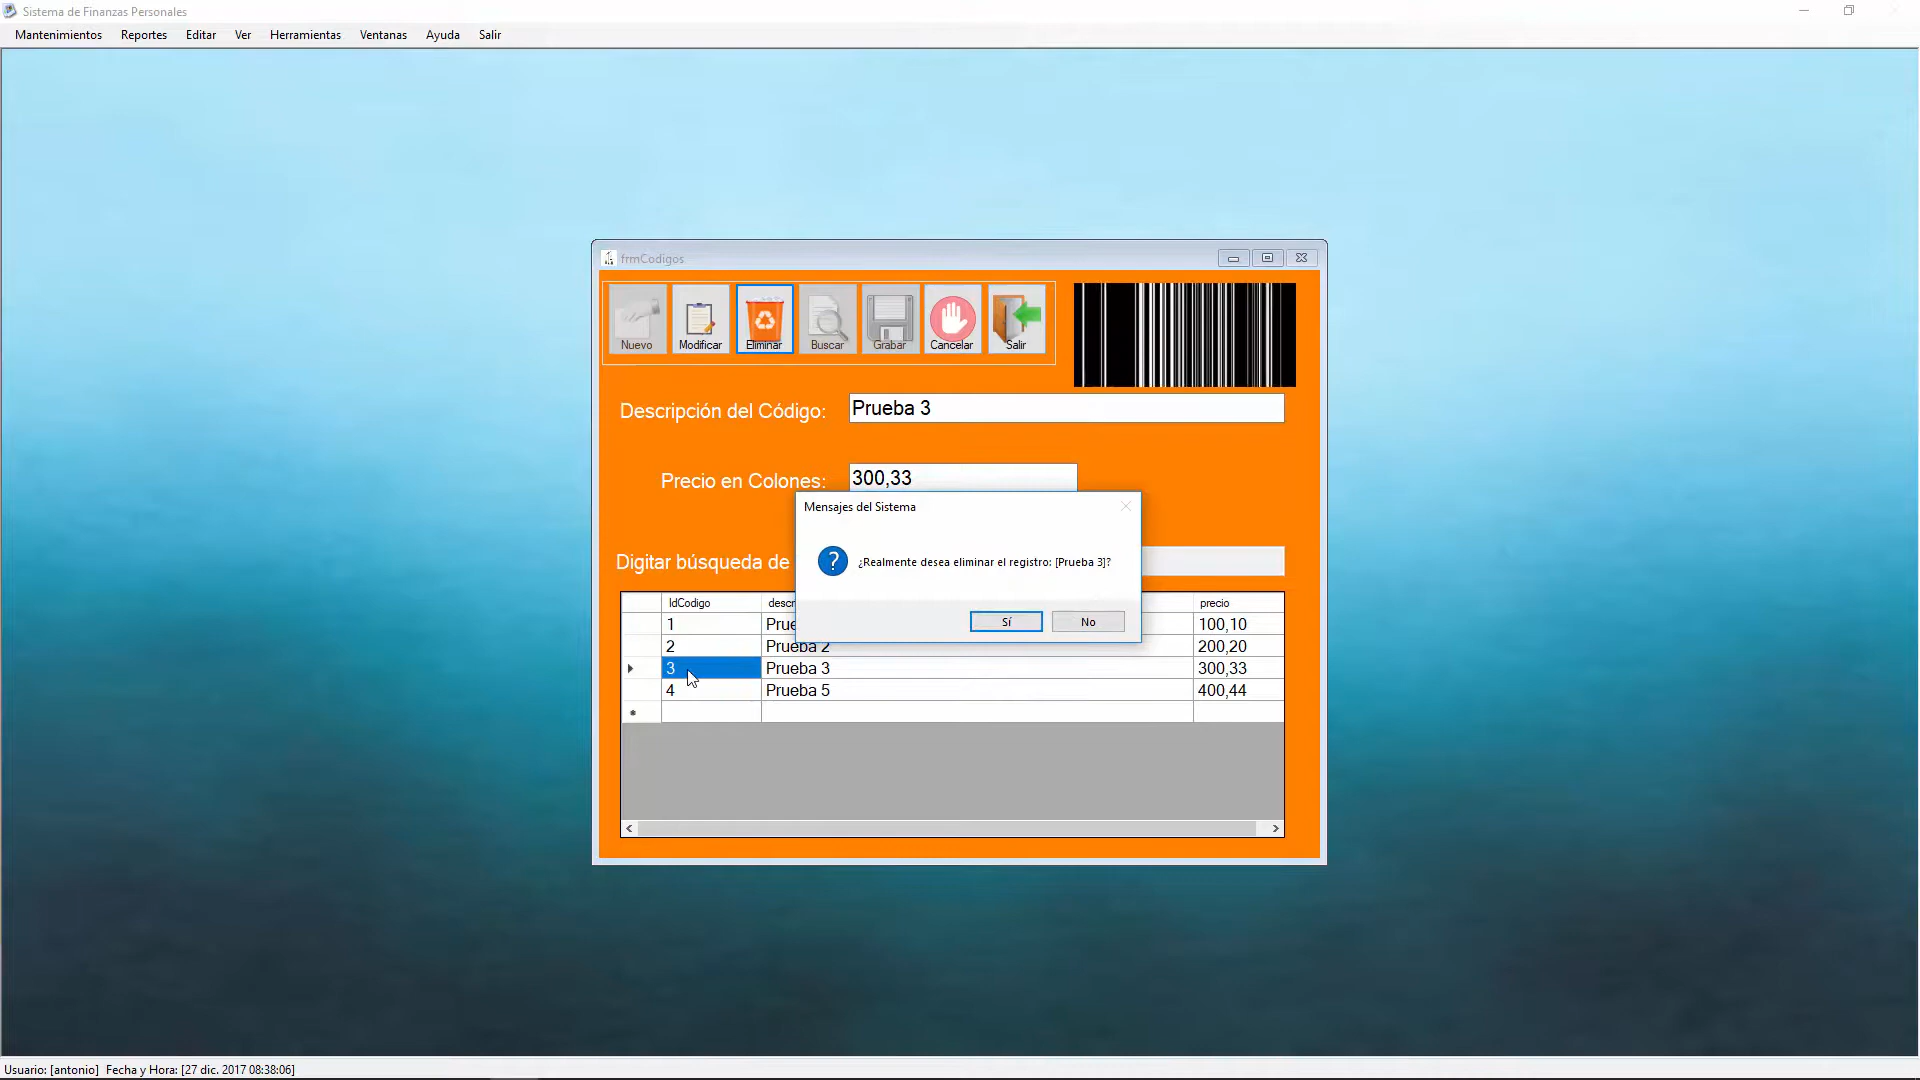 Sistema de Finanzas Personales
Mantenimientos Reportes Editar Ver Herramientas Ventanas Ayuda Salir
frmCodigos
Nuevo Modificar Eliminar Buscar Grabar Cancelar Salir
Descripción del Código: Prueba 3
Precio en Colones: 300,33
Mensajes del Sistema
¿Realmente desea eliminar el registro: [Prueba 3]?
Sí No
Digitar búsqueda de
IdCodigo descri precio
1 Prue 100,10
2 Prueba 2 200,20
3 Prueba 3 300,33
4 Prueba 5 400,44
Usuario: [antonio] Fecha y Hora: [27 dic. 2017 08:38:06]